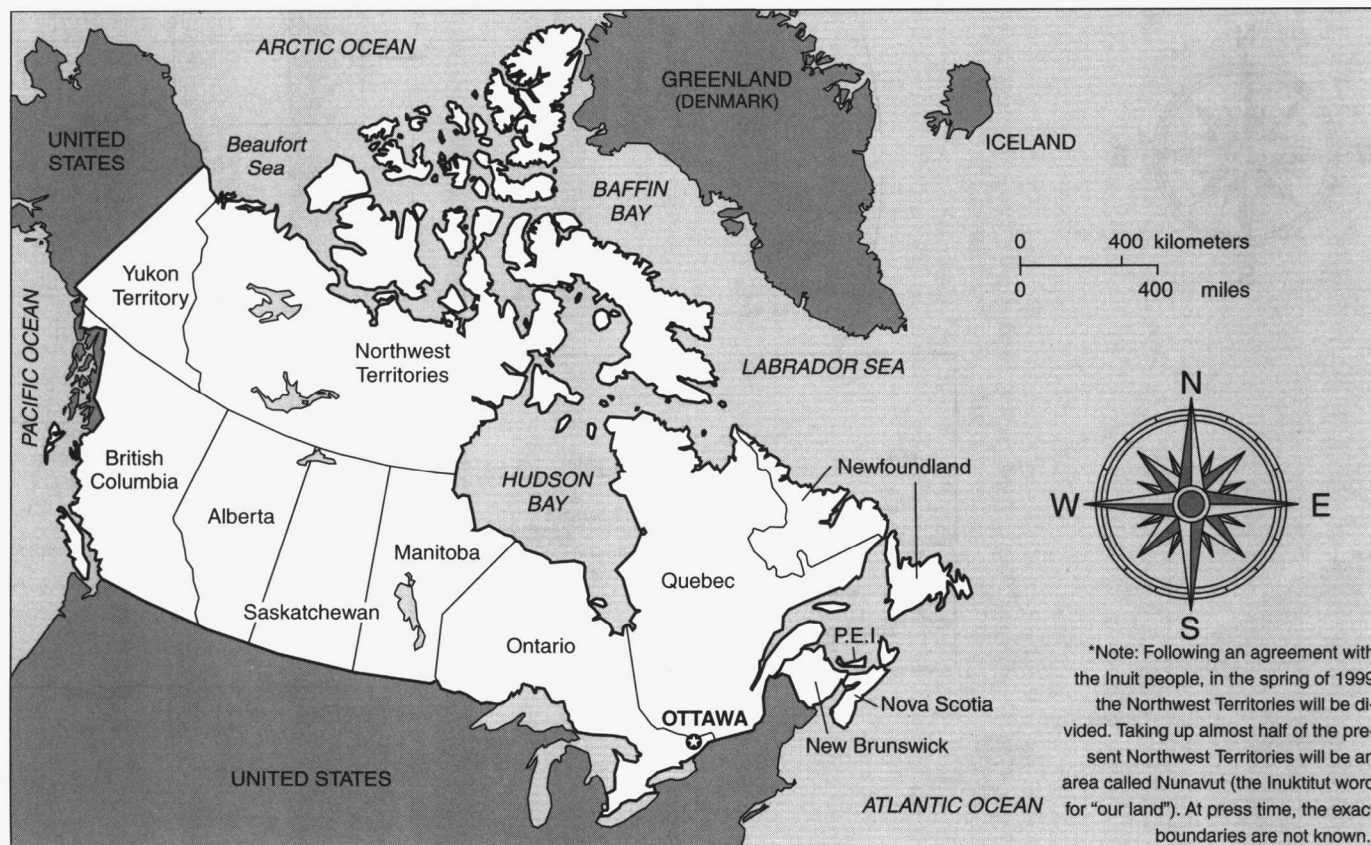 ARCTIC OCEAN
GREENLAND
(DENMARK)
UNITED
STATES
Beaufort
Sea
ICELAND
BAFFIN
BAY
0 400 kilometers
0 400 miles
Yukon
Territory
PACIFIC OCEAN
Northwest
Territories
LABRADOR SEA
N
W E
S
British
Columbia
HUDSON
BAY
Newfoundland
Alberta
Manitoba
Quebec
Saskatchewan
Ontario
P.E.I.
Nova Scotia
OTTAWA
New Brunswick
UNITED STATES
ATLANTIC OCEAN
*Note: Following an agreement with
the Inuit people, in the spring of 1999
the Northwest Territories will be di-
vided. Taking up almost half of the pre-
sent Northwest Territories will be an
area called Nunavut (the Inuktitut word
for "our land"). At press time, the exact
boundaries are not known.